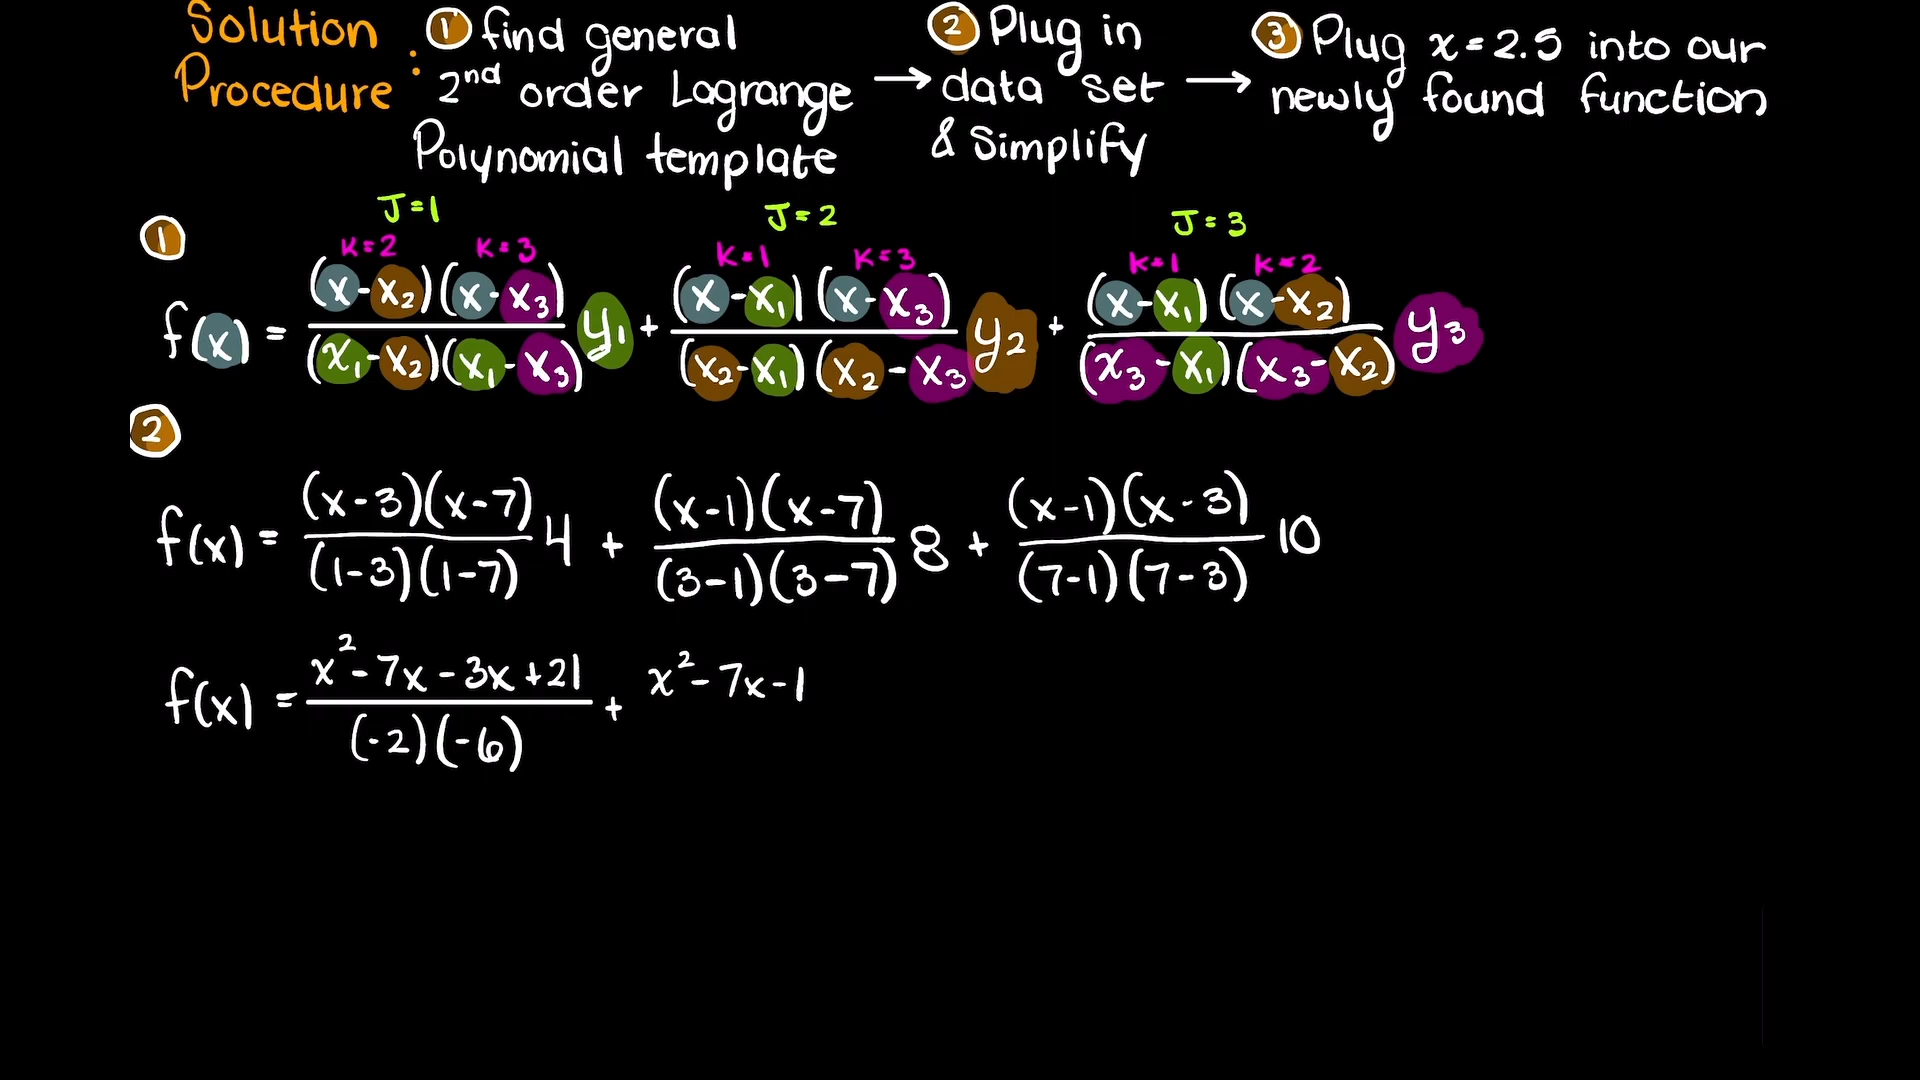 Solution Procedure :
① find general 2nd order Lagrange Polynomial template → ② Plug in data set & Simplify → ③ Plug x = 2.5 into our newly found function
J=1 J=2 J=3
K=2 K=3 K=1 K=3 K=1 K=2
①
f(x) = (x-x₂)(x-x₃) / (x₁-x₂)(x₁-x₃) y₁ + (x-x₁)(x-x₃) / (x₂-x₁)(x₂-x₃) y₂ + (x-x₁)(x-x₂) / (x₃-x₁)(x₃-x₂) y₃
②
f(x) = (x-3)(x-7) / (1-3)(1-7) 4 + (x-1)(x-7) / (3-1)(3-7) 8 + (x-1)(x-3) / (7-1)(7-3) 10
f(x) = x²-7x-3x+21 / (-2)(-6) + x²-7x-1